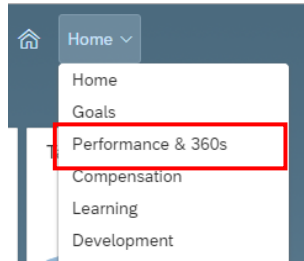 Home
Home
Goals
Performance & 360s
Compensation
Learning
Development